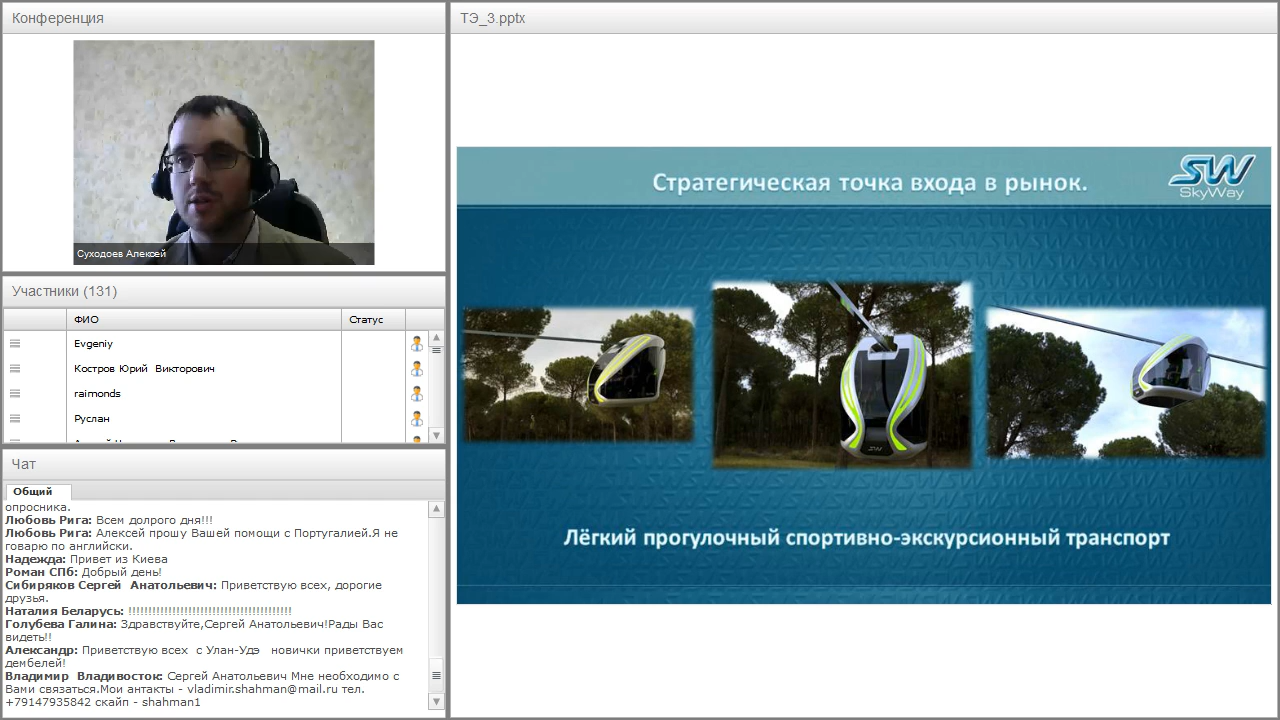 Конференция
Суходоев Алексей
Участники (131)
ФИО
Статус
Evgeniy
Костров Юрий Викторович
raimonds
Руслан
Чат
Общий
опросника.
Любовь Рига: Всем долрого дня!!!
Любовь Рига: Алексей прошу Вашей помощи с Португалией.Я не
говарю по английски.
Надежда: Привет из Киева
Роман СПб: Добрый день!
Сибиряков Сергей Анатольевич: Приветствую всех, дорогие
друзья.
Наталия Беларусь: !!!!!!!!!!!!!!!!!!!!!!!!!!!!!!!!!!!!!!!!!
Голубева Галина: Здравствуйте,Сергей Анатольевич!Рады Вас
видеть!!
Александр: Приветствую всех с Улан-Удэ новички приветствуем
дембелей!
Владимир Владивосток: Сергей Анатольевич Мне необходимо с
Вами связаться.Мои антакты - vladimir.shahman@mail.ru тел.
+79147935842 скайп - shahman1
ТЭ_3.pptx
Стратегическая точка входа в рынок.
SW
SkyWay
SW
Лёгкий прогулочный спортивно-экскурсионный транспорт